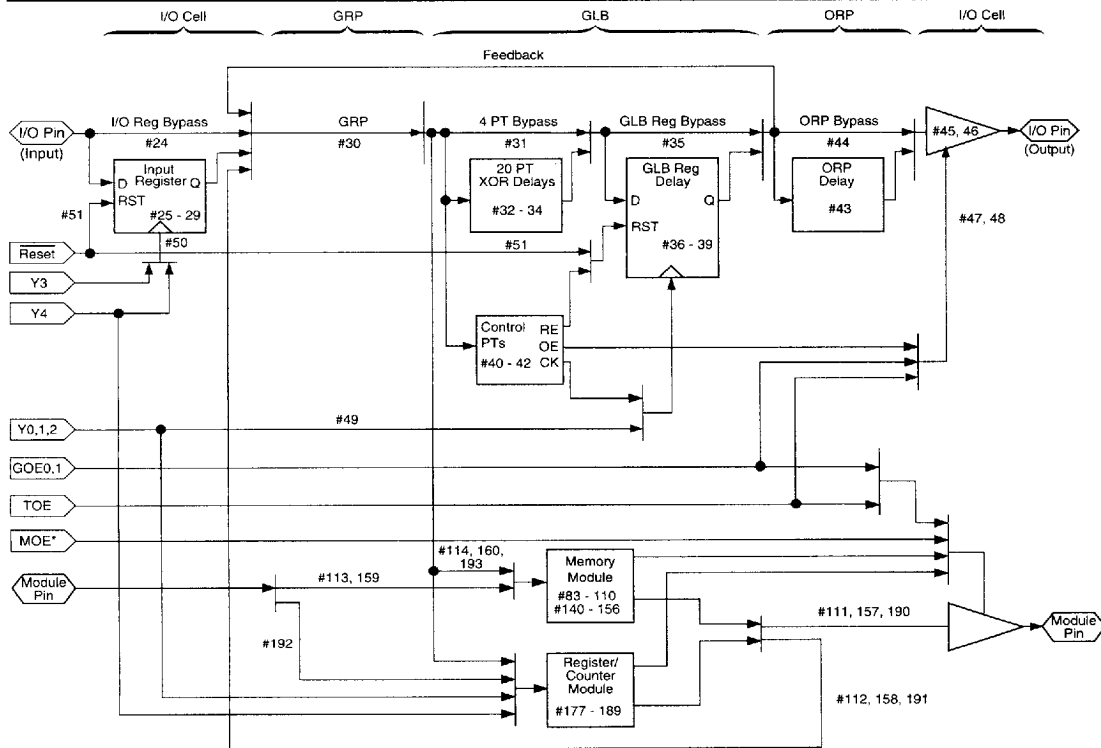 I/O Cell
GRP
GLB
ORP
I/O Cell
Feedback
I/O Pin
(Input)
I/O Reg Bypass
#24
GRP
#30
4 PT Bypass
#31
GLB Reg Bypass
#35
ORP Bypass
#44
#45, 46
I/O Pin
(Output)
Input
Register
D
Q
RST
#25 - 29
20 PT
XOR Delays
#32 - 34
GLB Reg
Delay
D
Q
RST
#36 - 39
ORP
Delay
#43
#47, 48
#51
#50
#51
Reset
Y3
Y4
Control
PTs
RE
OE
CK
#40 - 42
Y0,1,2
#49
GOE0,1
TOE
MOE*
#114, 160,
193
Module
Pin
#113, 159
Memory
Module
#83 - 110
#140 - 156
#111, 157, 190
Module
Pin
#192
Register/
Counter
Module
#177 - 189
#112, 158, 191